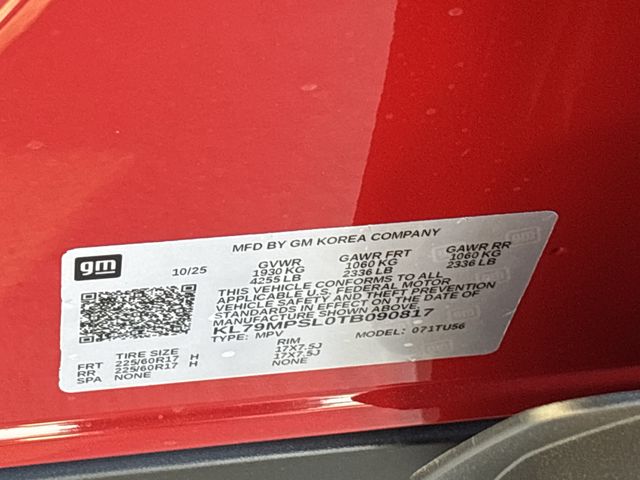 MFD BY GM KOREA COMPANY
gm
10/25
GVWR GAWR FRT GAWR RR
1930 KG 1060 KG 1060 KG
4255 LB 2336 LB 2336 LB
THIS VEHICLE CONFORMS TO ALL
APPLICABLE U.S. FEDERAL MOTOR
VEHICLE SAFETY AND THEFT PREVENTION
STANDARDS IN EFFECT ON THE DATE OF
MANUFACTURE SHOWN ABOVE.
KL79MPSL0TB090817
TYPE: MPV MODEL: 071TU56
TIRE SIZE RIM
FRT 225/60R17 H 17X7.5J
RR 225/60R17 H 17X7.5J
SPA NONE NONE